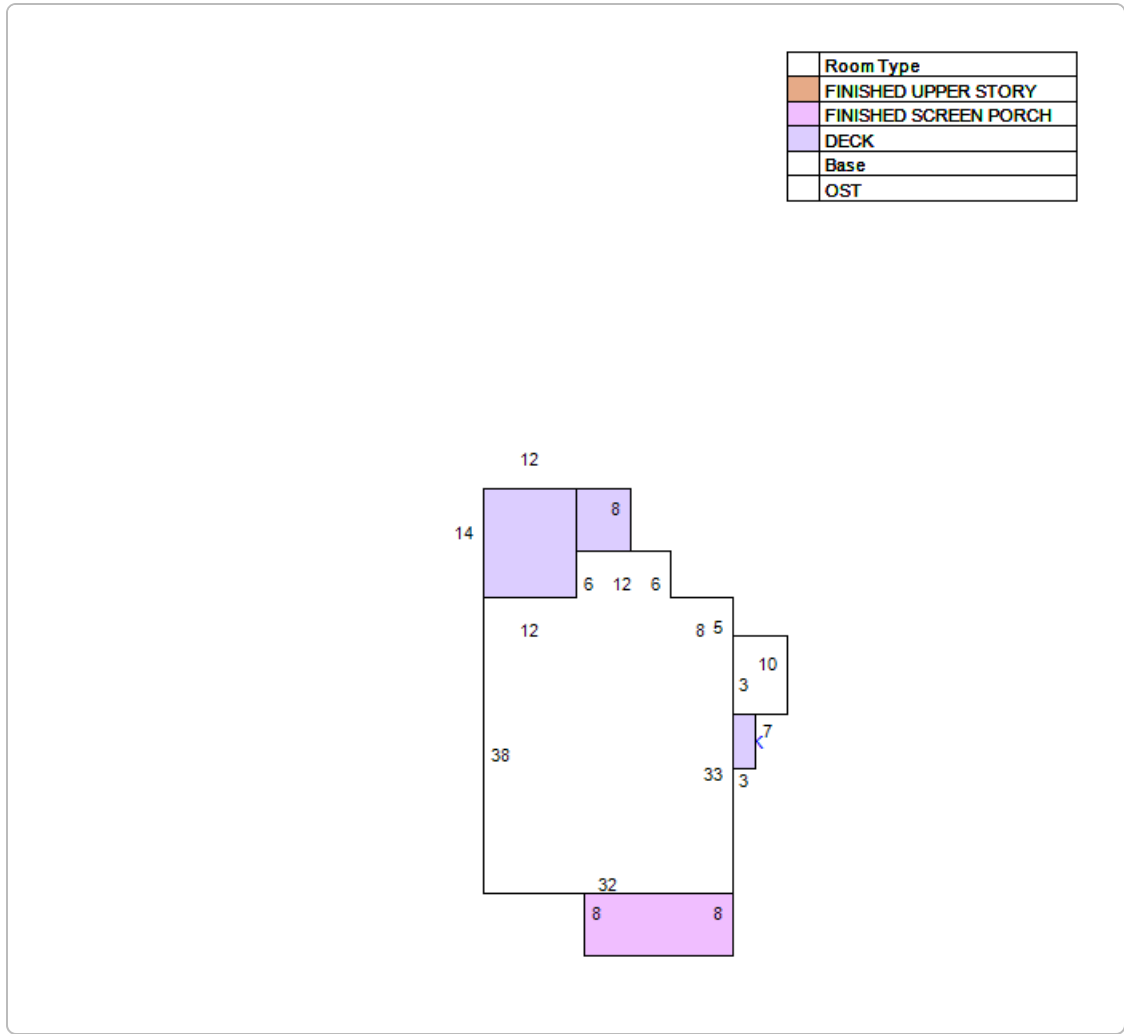 Room Type
FINISHED UPPER STORY
FINISHED SCREEN PORCH
DECK
Base
OST
12
8
14
6 12 6
12
8 5
10
3
7
38
33
3
32
8 8